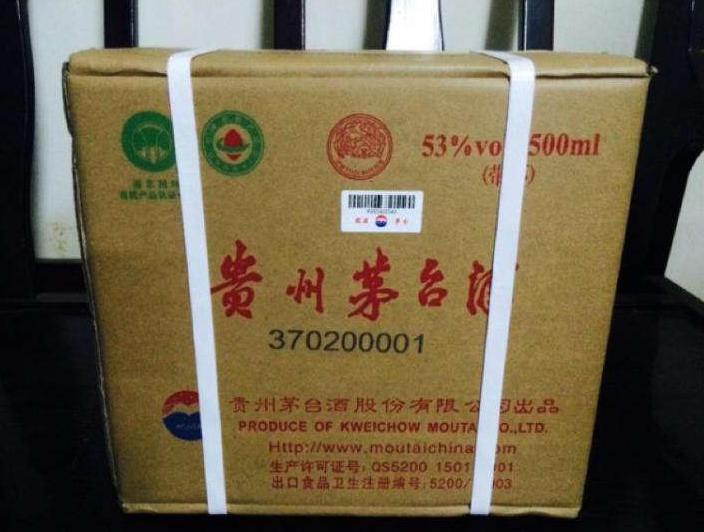 53%vo 500ml
贵州茅台酒
370200001
贵州茅台酒股份有限公司出品
PRODUCE OF KWEICHOW MOUTAI CO.,LTD.
Http://www.moutaichina.com
生产许可证号: QS5200 1501 001
出口食品卫生注册编号: 5200/ 003